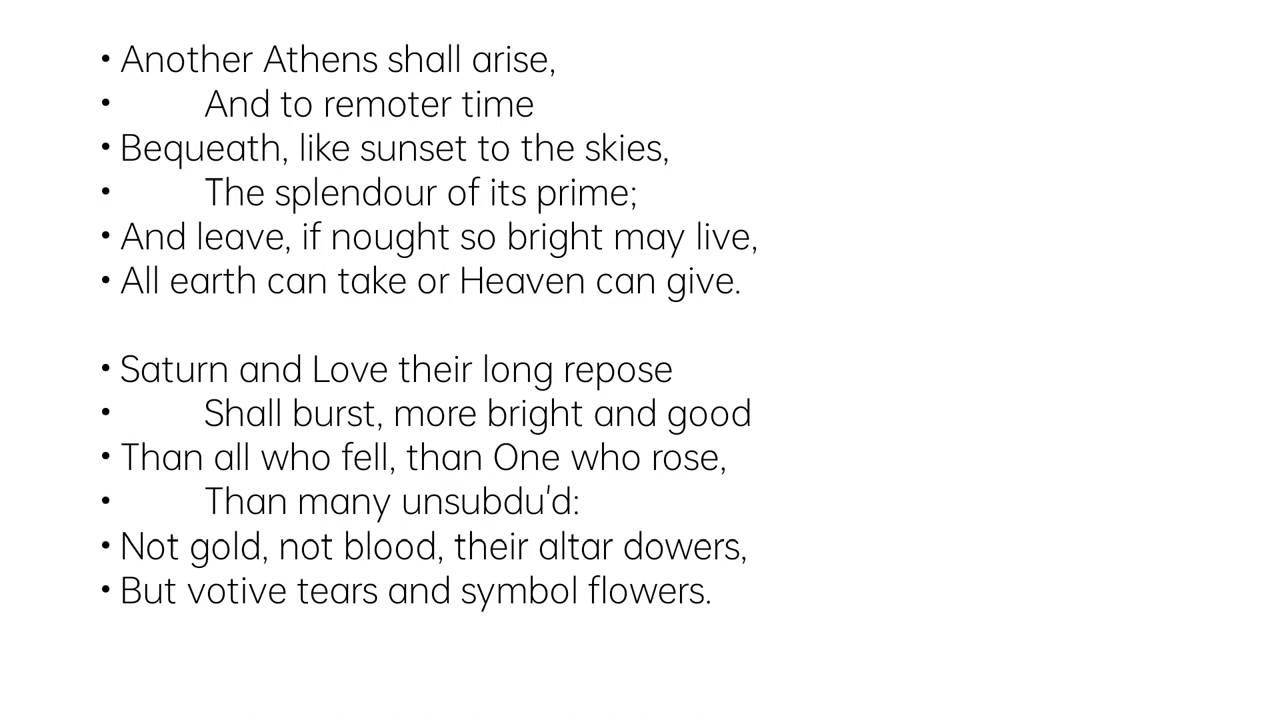 • Another Athens shall arise,
• And to remoter time
• Bequeath, like sunset to the skies,
• The splendour of its prime;
• And leave, if nought so bright may live,
• All earth can take or Heaven can give.

• Saturn and Love their long repose
• Shall burst, more bright and good
• Than all who fell, than One who rose,
• Than many unsubdu'd:
• Not gold, not blood, their altar dowers,
• But votive tears and symbol flowers.